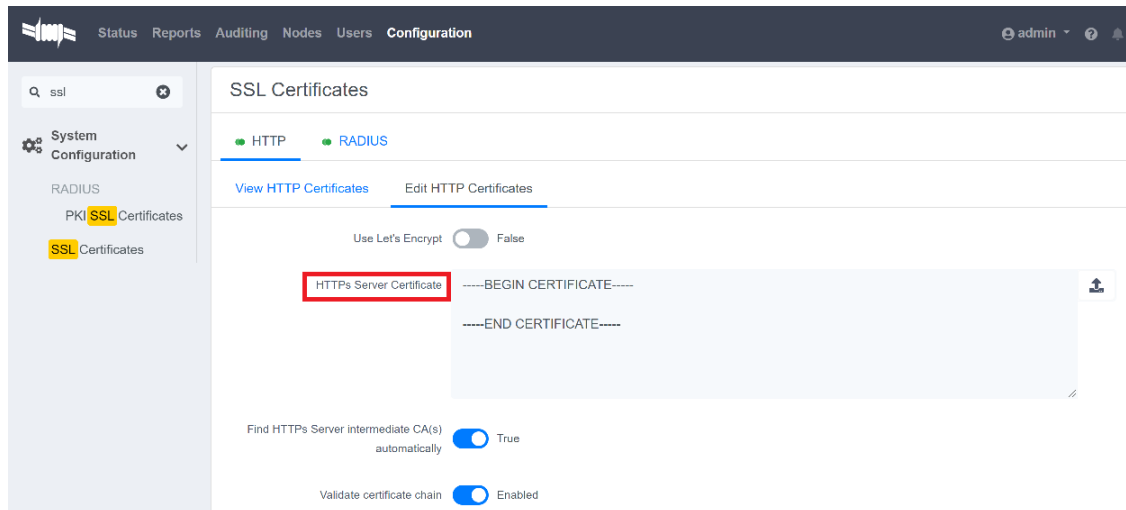 Status Reports Auditing Nodes Users Configuration admin
ssl
SSL Certificates
System
Configuration
HTTP RADIUS
RADIUS
View HTTP Certificates Edit HTTP Certificates
PKI SSL Certificates
SSL Certificates
Use Let's Encrypt False
HTTPs Server Certificate
-----BEGIN CERTIFICATE-----
-----END CERTIFICATE-----
Find HTTPs Server intermediate CA(s)
automatically
True
Validate certificate chain Enabled